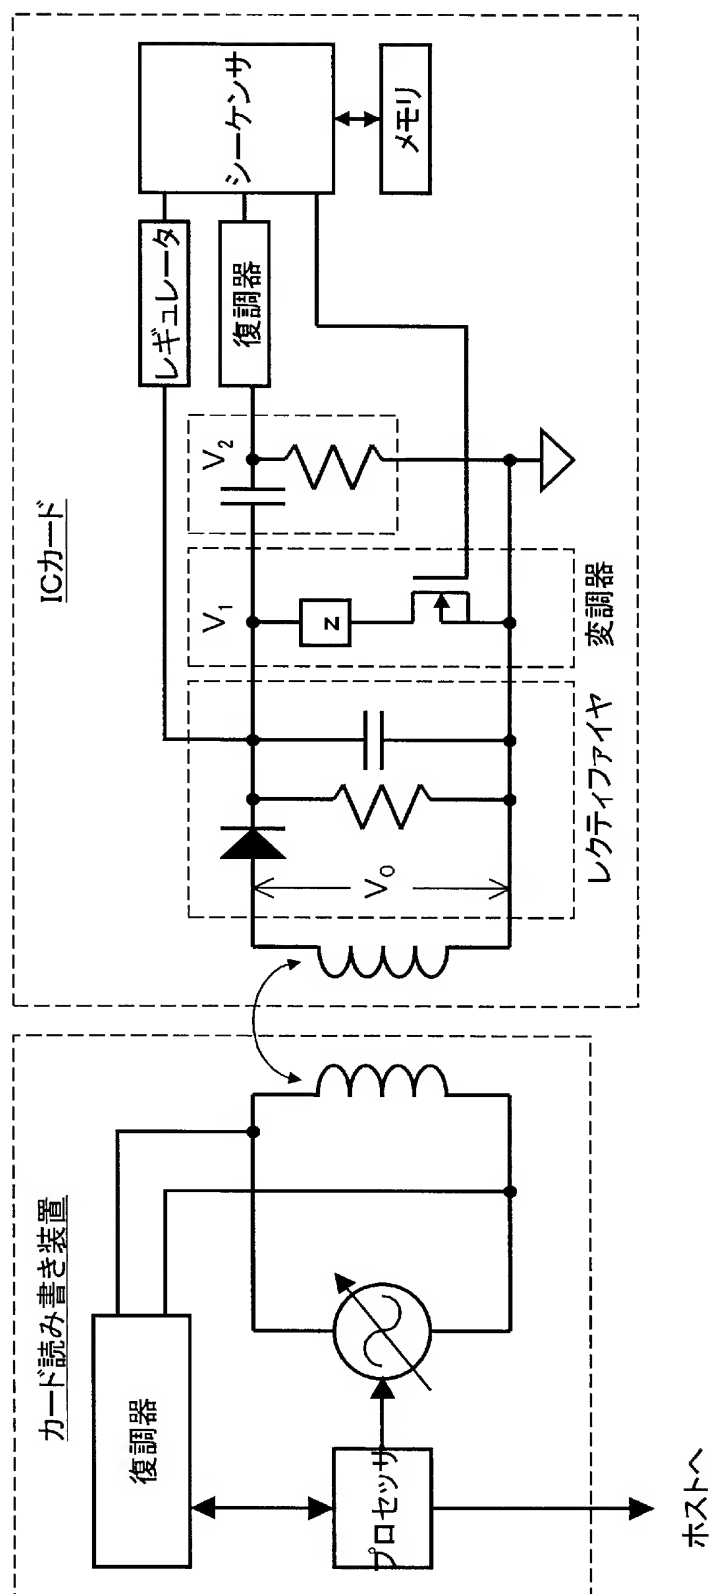 カード読み書き装置
復調器
プロセッサ
ホストへ
ICカード
レギュレータ
復調器
シーケンサ
メモリ
V0
V1
V2
Z
レクティファイヤ
変調器